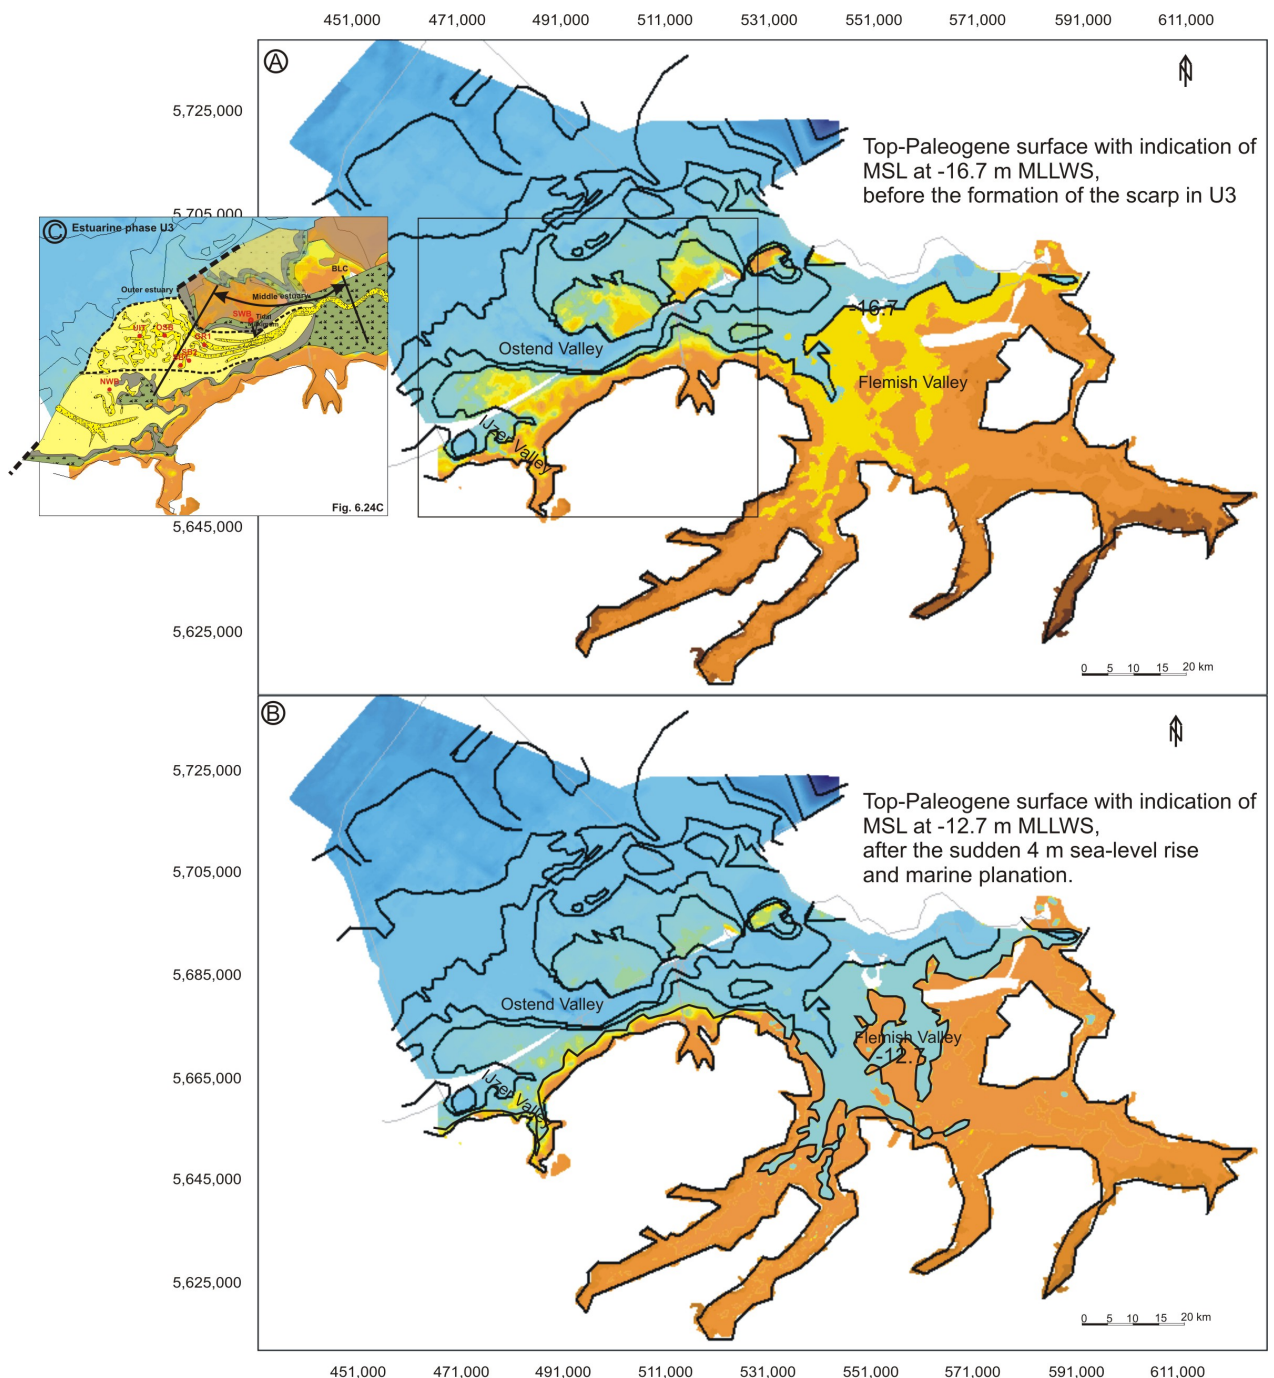 451,000 471,000 491,000 511,000 531,000 551,000 571,000 591,000 611,000
A
N
5,725,000
Top-Paleogene surface with indication of
MSL at -16.7 m MLLWS,
before the formation of the scarp in U3
5,705,000
C Estuarine phase U3
BLC
Outer estuary
Middle estuary
SWB
Tidal
UIT
OSB
GR1
SB2
NWB
-16.7
Ostend Valley
Flemish Valley
IJzer Valley
Fig. 6.24C
5,645,000
5,625,000
0 5 10 15 20 km
B
N
5,725,000
Top-Paleogene surface with indication of
MSL at -12.7 m MLLWS,
after the sudden 4 m sea-level rise
and marine planation.
5,705,000
5,685,000
Ostend Valley
Flemish Valley
-12.7
5,665,000
IJzer Valley
5,645,000
5,625,000
0 5 10 15 20 km
451,000 471,000 491,000 511,000 531,000 551,000 571,000 591,000 611,000